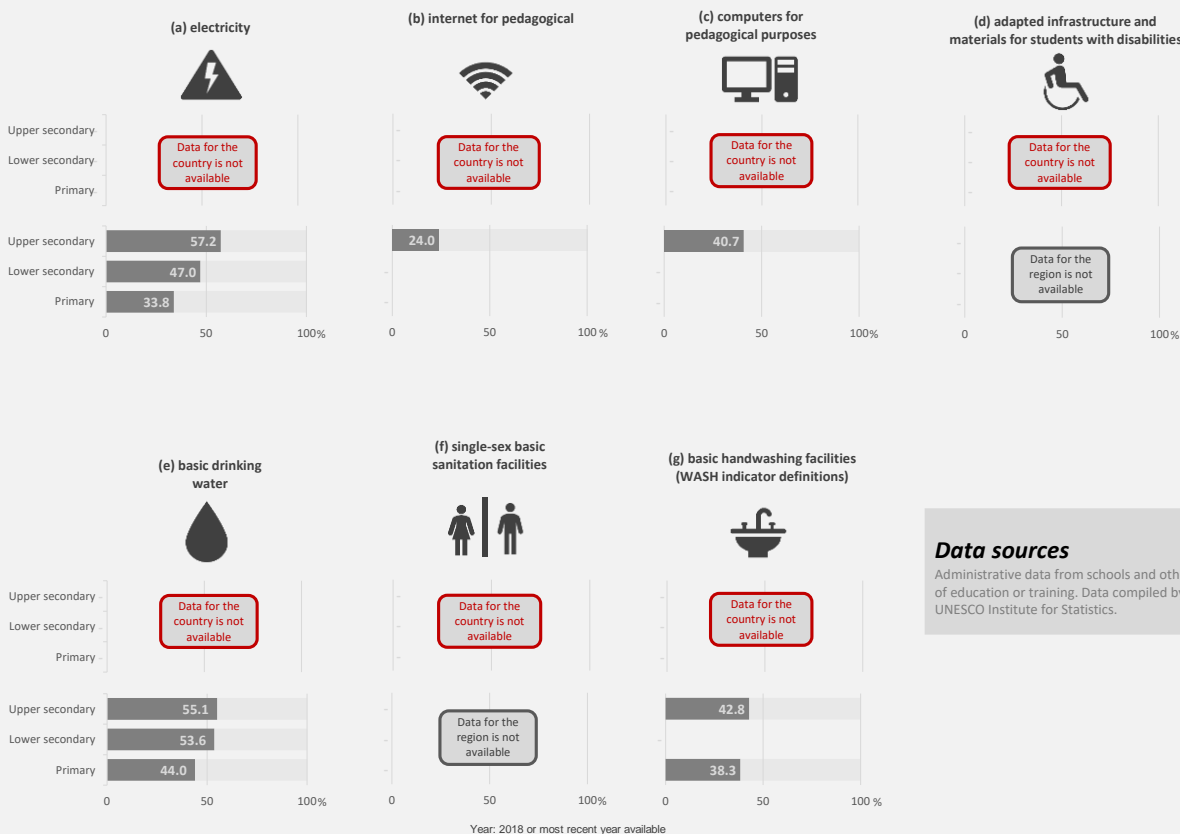 (a) electricity
(b) internet for pedagogical
(c) computers for
pedagogical purposes
(d) adapted infrastructure and
materials for students with disabilities
Upper secondary
Lower secondary
Primary
Data for the
country is not
available
Data for the
country is not
available
Data for the
country is not
available
Data for the
country is not
available
Upper secondary
Lower secondary
Primary
57.2
47.0
33.8
0 50 100%
24.0
0 50 100%
40.7
0 50 100%
Data for the
region is not
available
0 50 100%
(e) basic drinking
water
(f) single-sex basic
sanitation facilities
(g) basic handwashing facilities
(WASH indicator definitions)
Upper secondary
Lower secondary
Primary
Data for the
country is not
available
Data for the
country is not
available
Data for the
country is not
available
Upper secondary
Lower secondary
Primary
55.1
53.6
44.0
0 50 100%
Data for the
region is not
available
0 50 100%
42.8
38.3
0 50 100 %
Data sources
Administrative data from schools and oth
of education or training. Data compiled by
UNESCO Institute for Statistics.
Year: 2018 or most recent year available